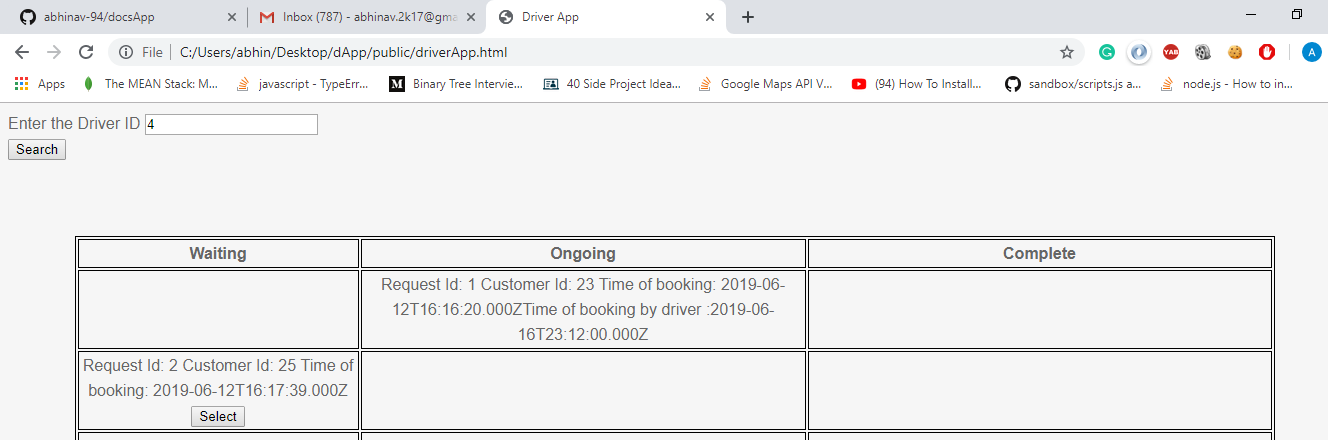 abhinav-94/docsApp
Inbox (787) - abhinav.2k17@gma
Driver App
File
C:/Users/abhin/Desktop/dApp/public/driverApp.html
YAB
A
Apps
The MEAN Stack: M...
javascript - TypeErr...
M
Binary Tree Intervie...
40 Side Project Idea...
Google Maps API V...
(94) How To Install...
sandbox/scripts.js a...
node.js - How to in...
Enter the Driver ID 4
Search
Waiting
Ongoing
Complete
Request Id: 1 Customer Id: 23 Time of booking: 2019-06-
12T16:16:20.000ZTime of booking by driver :2019-06-
16T23:12:00.000Z
Request Id: 2 Customer Id: 25 Time of
booking: 2019-06-12T16:17:39.000Z
Select